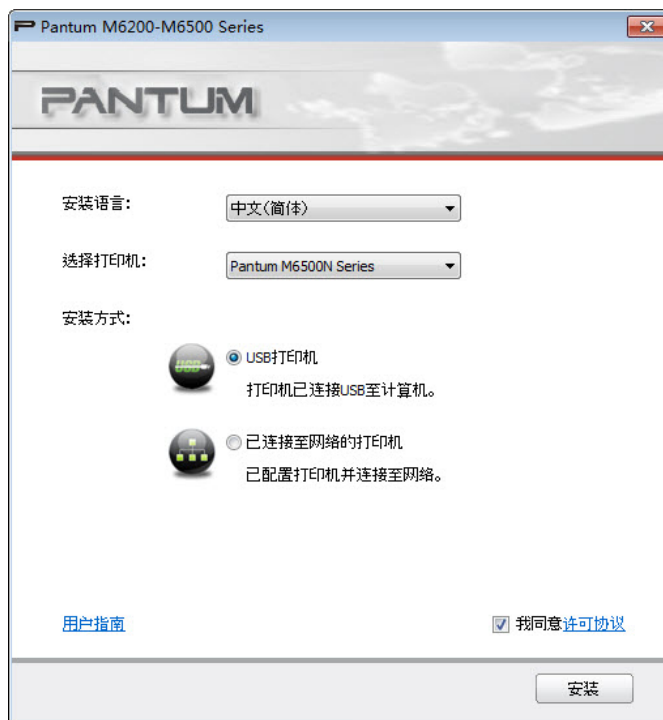 Pantum M6200-M6500 Series
PANTUM
安装语言:
中文(简体)
选择打印机:
Pantum M6500N Series
安装方式:
USB
USB打印机
打印机已连接USB至计算机。
已连接至网络的打印机
已配置打印机并连接至网络。
用户指南
我同意许可协议
安装